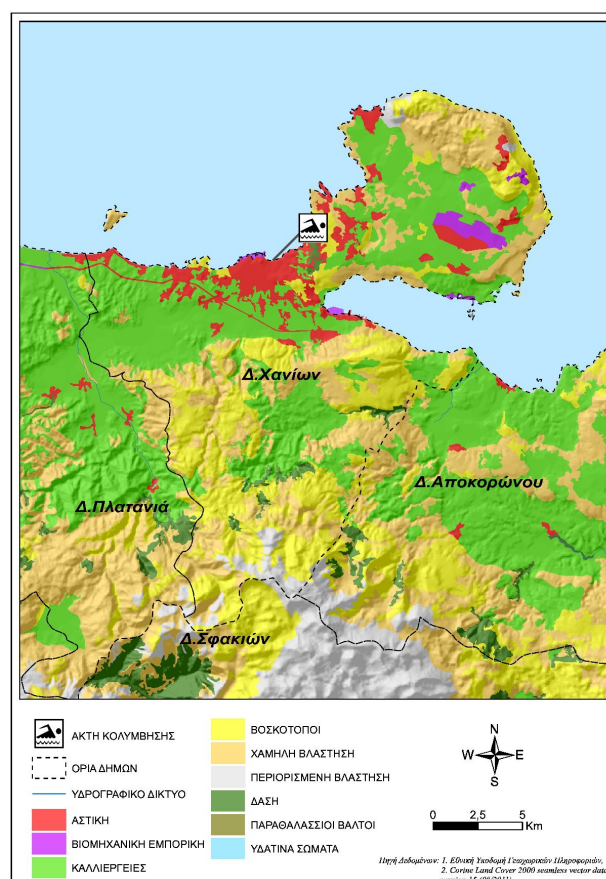 Δ.Χανίων
Δ.Αποκορώνου
Δ.Πλατανιά
Δ.Σφακιών
ΑΚΤΗ ΚΟΛΥΜΒΗΣΗΣ
ΟΡΙΑ ΔΗΜΩΝ
ΥΔΡΟΓΡΑΦΙΚΟ ΔΙΚΤΥΟ
ΑΣΤΙΚΗ
ΒΙΟΜΗΧΑΝΙΚΗ ΕΜΠΟΡΙΚΗ
ΚΑΛΛΙΕΡΓΕΙΕΣ
ΒΟΣΚΟΤΟΠΟΙ
ΧΑΜΗΛΗ ΒΛΑΣΤΗΣΗ
ΠΕΡΙΟΡΙΣΜΕΝΗ ΒΛΑΣΤΗΣΗ
ΔΑΣΗ
ΠΑΡΑΘΑΛΑΣΣΙΟΙ ΒΑΛΤΟΙ
ΥΔΑΤΙΝΑ ΣΩΜΑΤΑ
N
W E
S
0 2,5 5
Km
Πηγή Δεδομένων: 1. Εθνική Υποδομή Γεωχωρικών Πληροφοριών,
2. Corine Land Cover 2000 seamless vector data